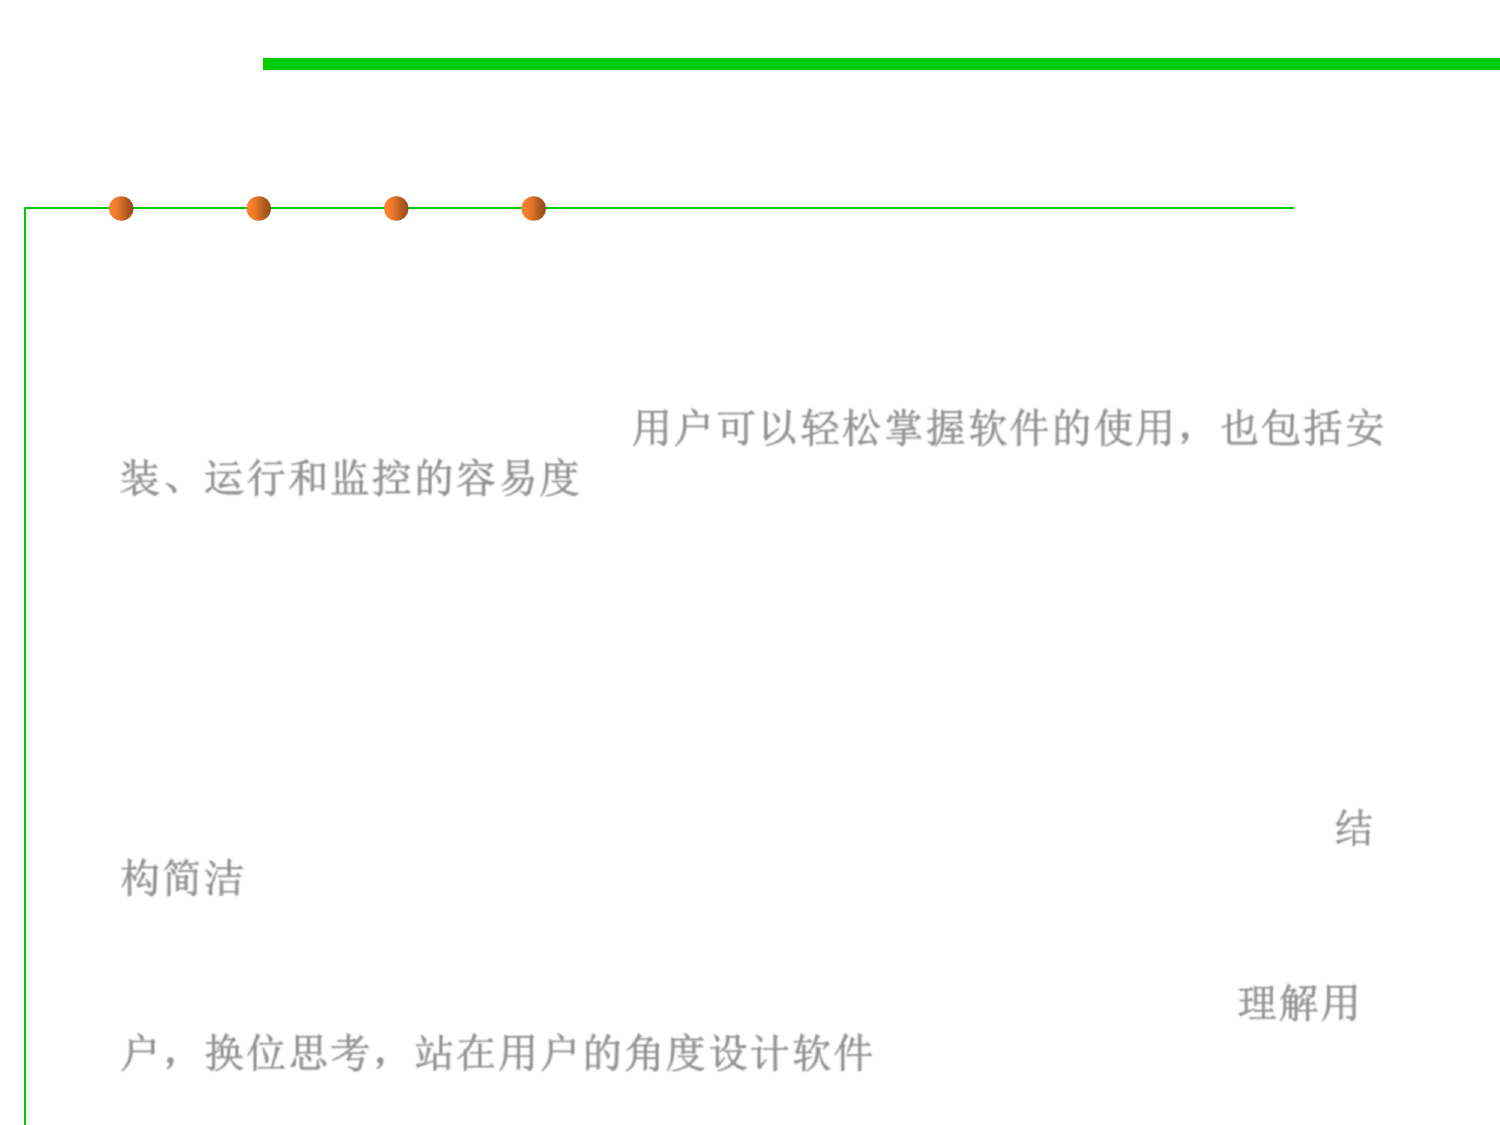 用户可以轻松掌握软件的使用，也包括安
装、运行和监控的容易度
结
构简洁
理解用
户，换位思考，站在用户的角度设计软件